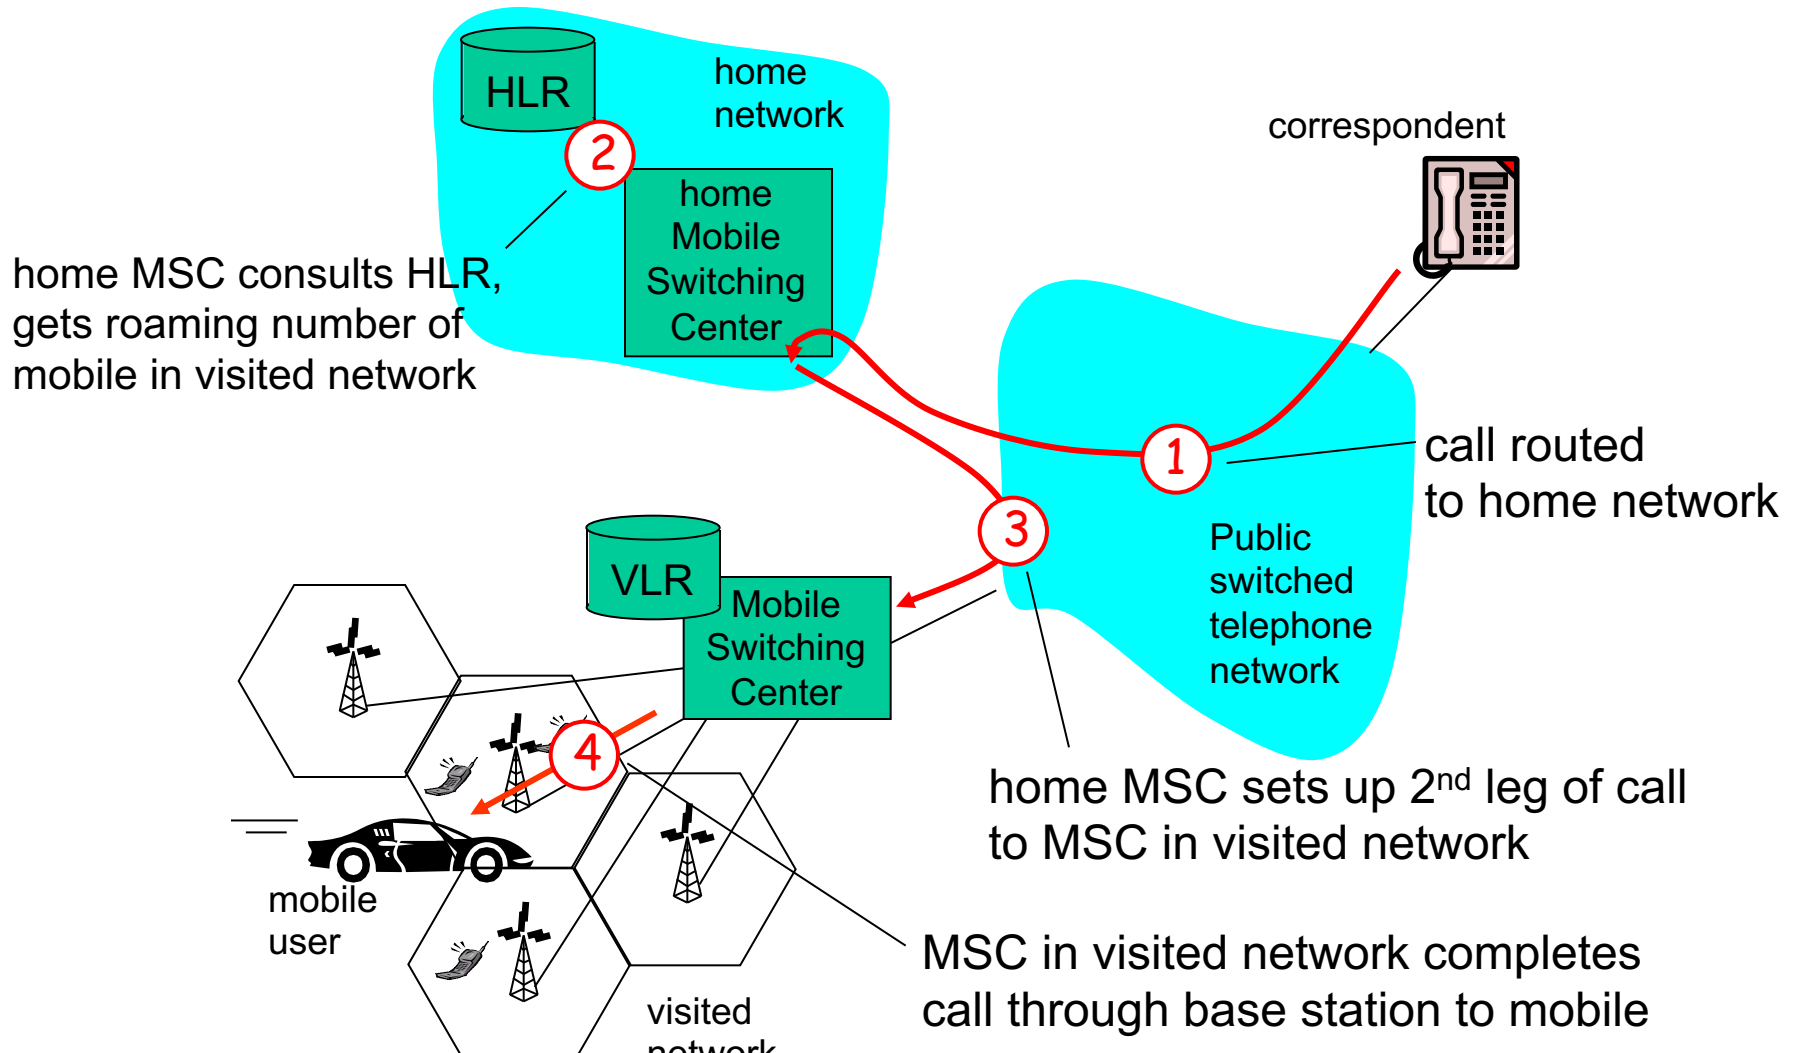 HLR
home
network
2
home
Mobile
Switching
Center
correspondent
home MSC consults HLR,
gets roaming number of
mobile in visited network
1
call routed
to home network
3
Public
switched
telephone
network
VLR
Mobile
Switching
Center
4
home MSC sets up 2nd leg of call
to MSC in visited network
mobile
user
MSC in visited network completes
call through base station to mobile
visited
network